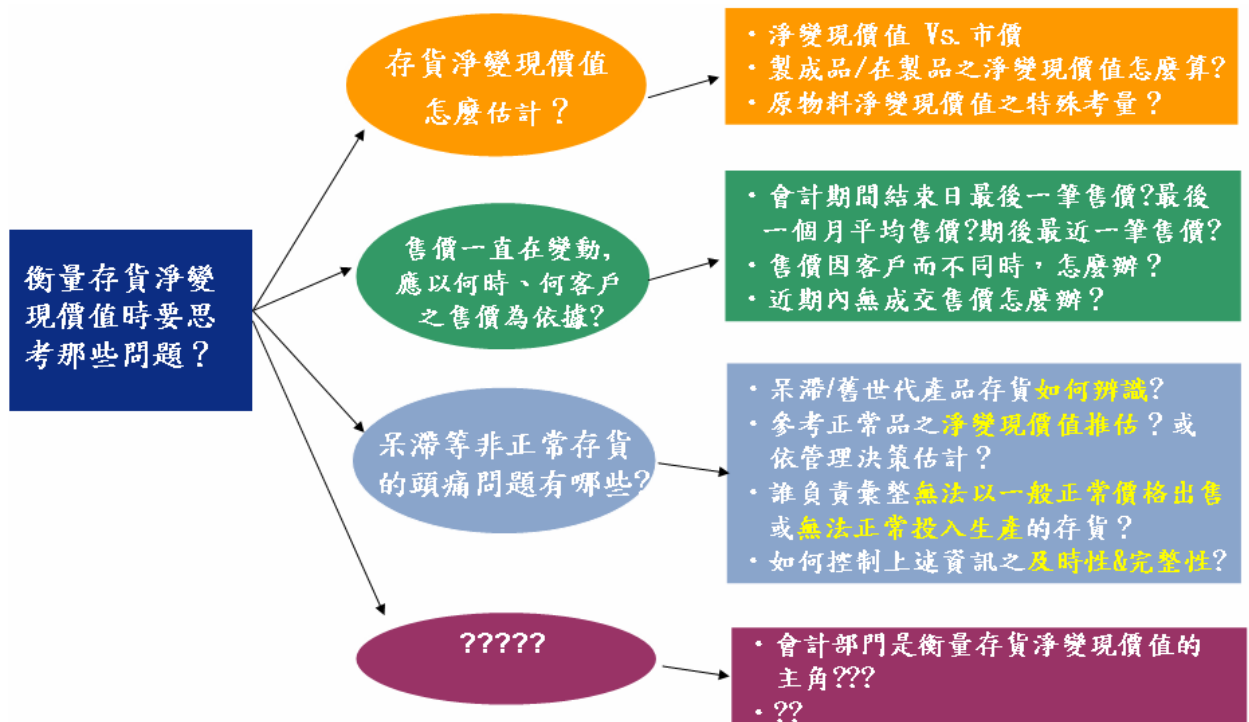 衡量存貨淨變
現價值時要思
考那些問題？
存貨淨變現價值
怎麼估計？
・淨變現價值 Vs. 市價
・製成品/在製品之淨變現價值怎麼算?
・原物料淨變現價值之特殊考量？
售價一直在變動,
應以何時、何客戶
之售價為依據?
・會計期間結束日最後一筆售價?最後
一個月平均售價?期後最近一筆售價?
・售價因客戶而不同時，怎麼辦？
・近期內無成交售價怎麼辦？
呆滯等非正常存貨
的頭痛問題有哪些?
・呆滯/舊世代產品存貨如何辨識?
・參考正常品之淨變現價值推估？或
依管理決策估計？
・誰負責彙整無法以一般正常價格出售
或無法正常投入生產的存貨？
・如何控制上述資訊之及時性&完整性?
?????
・會計部門是衡量存貨淨變現價值的
主角???
・??